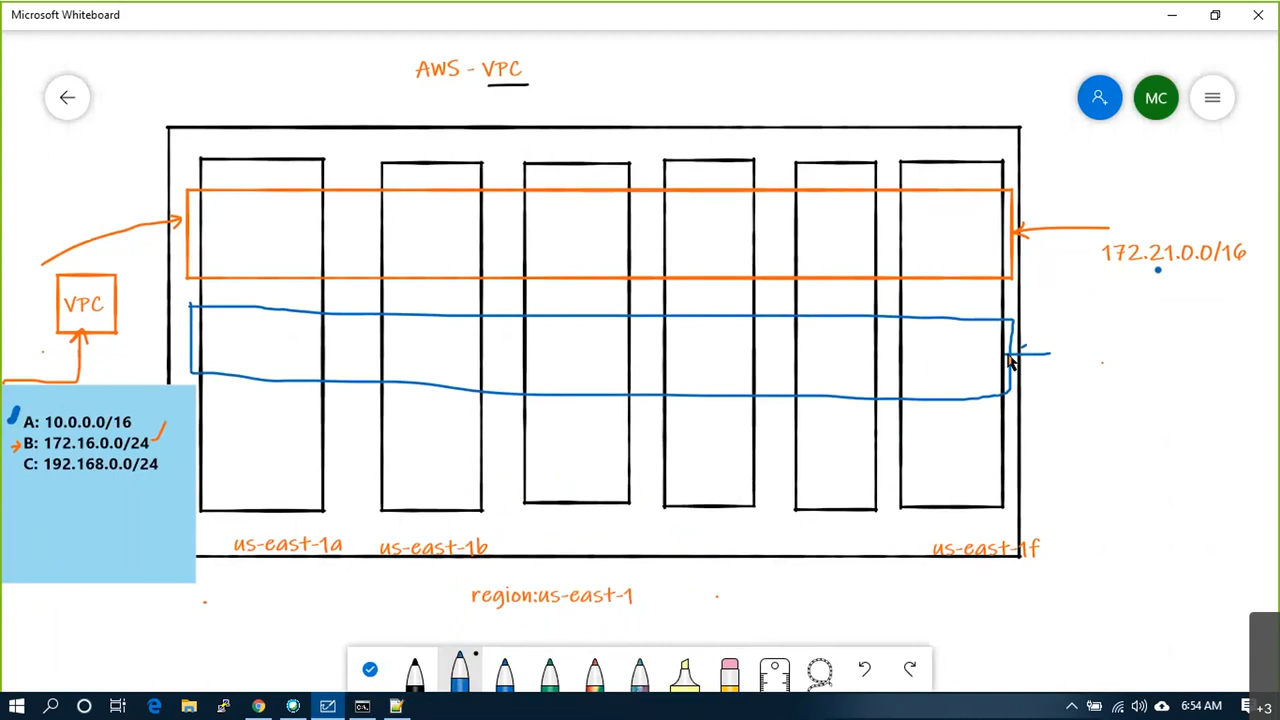 Microsoft Whiteboard
AWS - VPC
MC
172.21.0.0/16
VPC
A: 10.0.0.0/16
B: 172.16.0.0/24
C: 192.168.0.0/24
us-east-1a
us-east-1b
us-east-1f
region:us-east-1
6:54 AM
+3